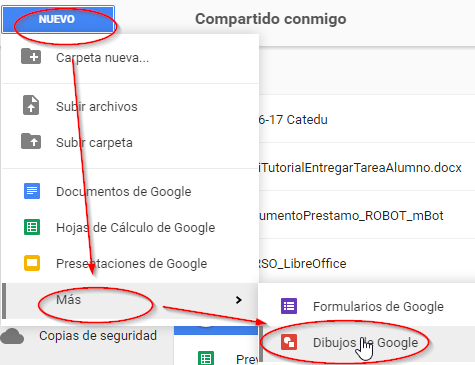 NUEVO
Compartido conmigo
Carpeta nueva...
Subir archivos
Subir carpeta
6-17 Catedu
iTutorialEntregarTareaAlumno.docx
Documentos de Google
Hojas de Cálculo de Google
umentoPrestamo_ROBOT_mBot
Presentaciones de Google
RSO_LibreOffice
Más
Formularios de Google
Copias de seguridad
Dibujos de Google
Prev